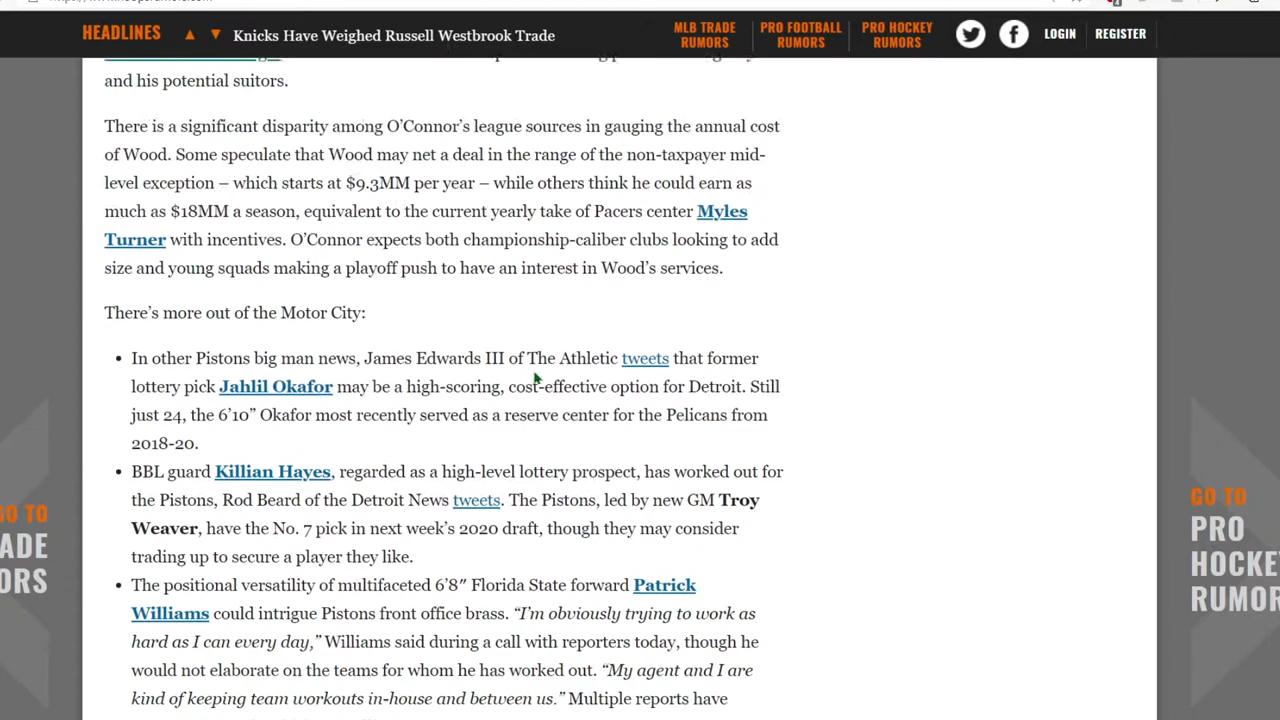 HEADLINES
Knicks Have Weighed Russell Westbrook Trade
MLB TRADE
RUMORS
PRO FOOTBALL
RUMORS
PRO HOCKEY
RUMORS
LOGIN
REGISTER
and his potential suitors.
There is a significant disparity among O’Connor’s league sources in gauging the annual cost
of Wood. Some speculate that Wood may net a deal in the range of the non-taxpayer mid-
level exception – which starts at $9.3MM per year – while others think he could earn as
much as $18MM a season, equivalent to the current yearly take of Pacers center Myles
Turner with incentives. O’Connor expects both championship-caliber clubs looking to add
size and young squads making a playoff push to have an interest in Wood’s services.
There’s more out of the Motor City:
• In other Pistons big man news, James Edwards III of The Athletic tweets that former
lottery pick Jahlil Okafor may be a high-scoring, cost-effective option for Detroit. Still
just 24, the 6’10” Okafor most recently served as a reserve center for the Pelicans from
2018-20.
• BBL guard Killian Hayes, regarded as a high-level lottery prospect, has worked out for
the Pistons, Rod Beard of the Detroit News tweets. The Pistons, led by new GM Troy
Weaver, have the No. 7 pick in next week’s 2020 draft, though they may consider
trading up to secure a player they like.
• The positional versatility of multifaceted 6’8″ Florida State forward Patrick
Williams could intrigue Pistons front office brass. “I’m obviously trying to work as
hard as I can every day,” Williams said during a call with reporters today, though he
would not elaborate on the teams for whom he has worked out. “My agent and I are
kind of keeping team workouts in-house and between us.” Multiple reports have
GO TO
ADE
ORS
GO TO
PRO
HOCKEY
RUMOR